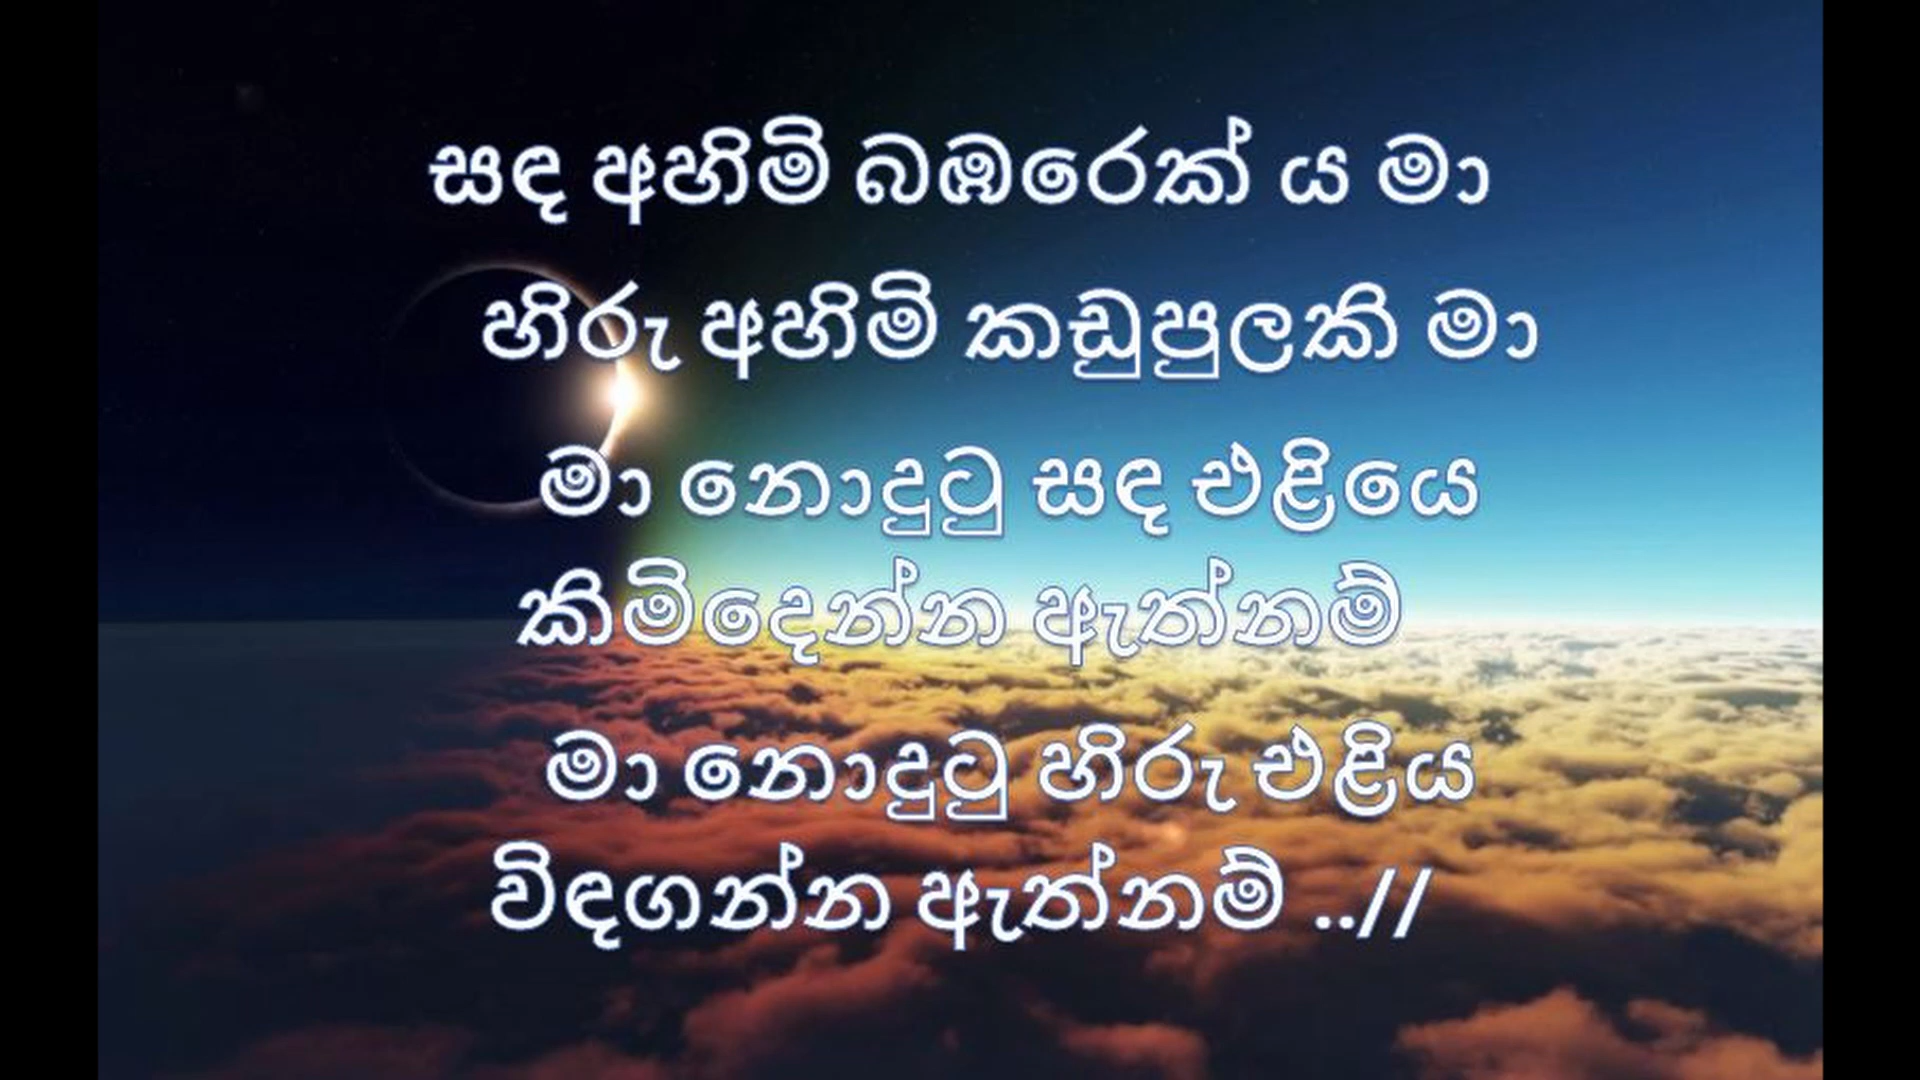 සඳ අහිමි බඹරෙක් ය මා
හිරු අහිමි කඩුපුලකි මා
මා නොදුටු සඳ එළියෙ
කිමිදෙන්න ඇත්නම්
මා නොදුටු හිරු එළිය
විඳගන්න ඇත්නම් ..//